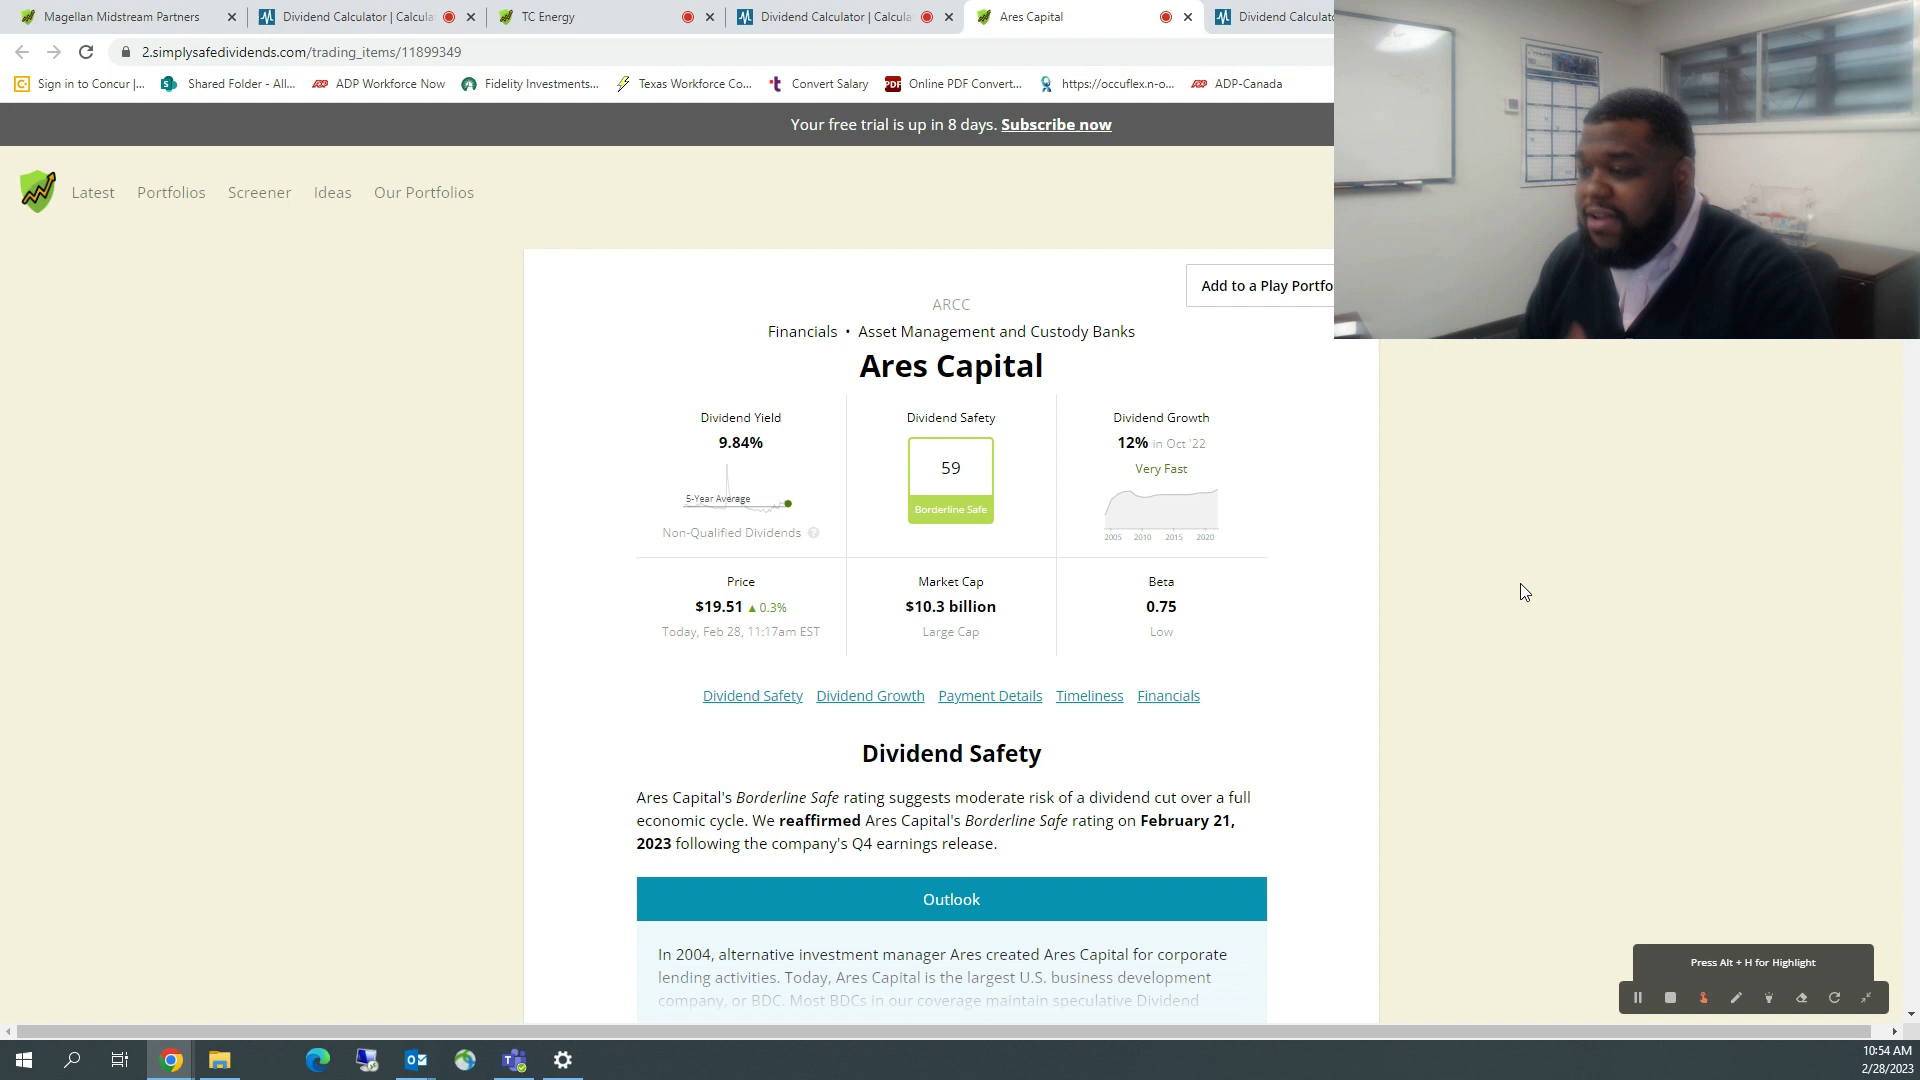 Magellan Midstream Partners
Dividend Calculator | Calcula
TC Energy
Dividend Calculator | Calcula
Ares Capital
Dividend Calculat
2.simplysafedividends.com/trading_items/11899349
Sign in to Concur |...
Shared Folder - All...
ADP Workforce Now
Fidelity Investments...
Texas Workforce Co...
Convert Salary
Online PDF Convert...
https://occuflex.n-o...
ADP-Canada
Your free trial is up in 8 days. Subscribe now
Latest Portfolios Screener Ideas Our Portfolios
Add to a Play Portfo
ARCC
Financials • Asset Management and Custody Banks
Ares Capital
Dividend Yield
9.84%
5-Year Average
Non-Qualified Dividends ?
Dividend Safety
59
Borderline Safe
Dividend Growth
12% in Oct '22
Very Fast
2005 2010 2015 2020
Price
$19.51 ▲ 0.3%
Today, Feb 28, 11:17am EST
Market Cap
$10.3 billion
Large Cap
Beta
0.75
Low
Dividend Safety Dividend Growth Payment Details Timeliness Financials
Dividend Safety
Ares Capital's Borderline Safe rating suggests moderate risk of a dividend cut over a full
economic cycle. We reaffirmed Ares Capital's Borderline Safe rating on February 21,
2023 following the company's Q4 earnings release.
Outlook
In 2004, alternative investment manager Ares created Ares Capital for corporate
lending activities. Today, Ares Capital is the largest U.S. business development
company, or BDC. Most BDCs in our coverage maintain speculative Dividend
Press Alt + H for Highlight
10:54 AM
2/28/2023